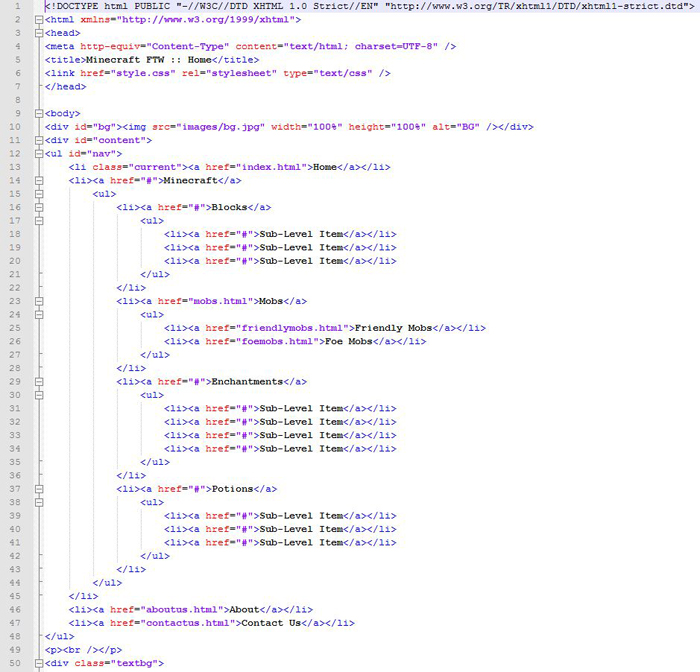 1 <!DOCTYPE html PUBLIC "-//W3C//DTD XHTML 1.0 Strict//EN" "http://www.w3.org/TR/xhtml1/DTD/xhtml1-strict.dtd">
2 <html xmlns="http://www.w3.org/1999/xhtml">
3 <head>
4 <meta http-equiv="Content-Type" content="text/html; charset=UTF-8" />
5 <title>Minecraft FTW :: Home</title>
6 <link href="style.css" rel="stylesheet" type="text/css" />
7 </head>
8
9 <body>
10 <div id="bg"><img src="images/bg.jpg" width="100%" height="100%" alt="BG" /></div>
11 <div id="content">
12 <ul id="nav">
13 <li class="current"><a href="index.html">Home</a></li>
14 <li><a href="#">Minecraft</a>
15 <ul>
16 <li><a href="#">Blocks</a>
17 <ul>
18 <li><a href="#">Sub-Level Item</a></li>
19 <li><a href="#">Sub-Level Item</a></li>
20 <li><a href="#">Sub-Level Item</a></li>
21 </ul>
22 </li>
23 <li><a href="mobs.html">Mobs</a>
24 <ul>
25 <li><a href="friendlymobs.html">Friendly Mobs</a></li>
26 <li><a href="foemobs.html">Foe Mobs</a></li>
27 </ul>
28 </li>
29 <li><a href="#">Enchantments</a>
30 <ul>
31 <li><a href="#">Sub-Level Item</a></li>
32 <li><a href="#">Sub-Level Item</a></li>
33 <li><a href="#">Sub-Level Item</a></li>
34 <li><a href="#">Sub-Level Item</a></li>
35 </ul>
36 </li>
37 <li><a href="#">Potions</a>
38 <ul>
39 <li><a href="#">Sub-Level Item</a></li>
40 <li><a href="#">Sub-Level Item</a></li>
41 <li><a href="#">Sub-Level Item</a></li>
42 </ul>
43 </li>
44 </ul>
45 </li>
46 <li><a href="aboutus.html">About</a></li>
47 <li><a href="contactus.html">Contact Us</a></li>
48 </ul>
49 <p><br /></p>
50 <div class="textbg">